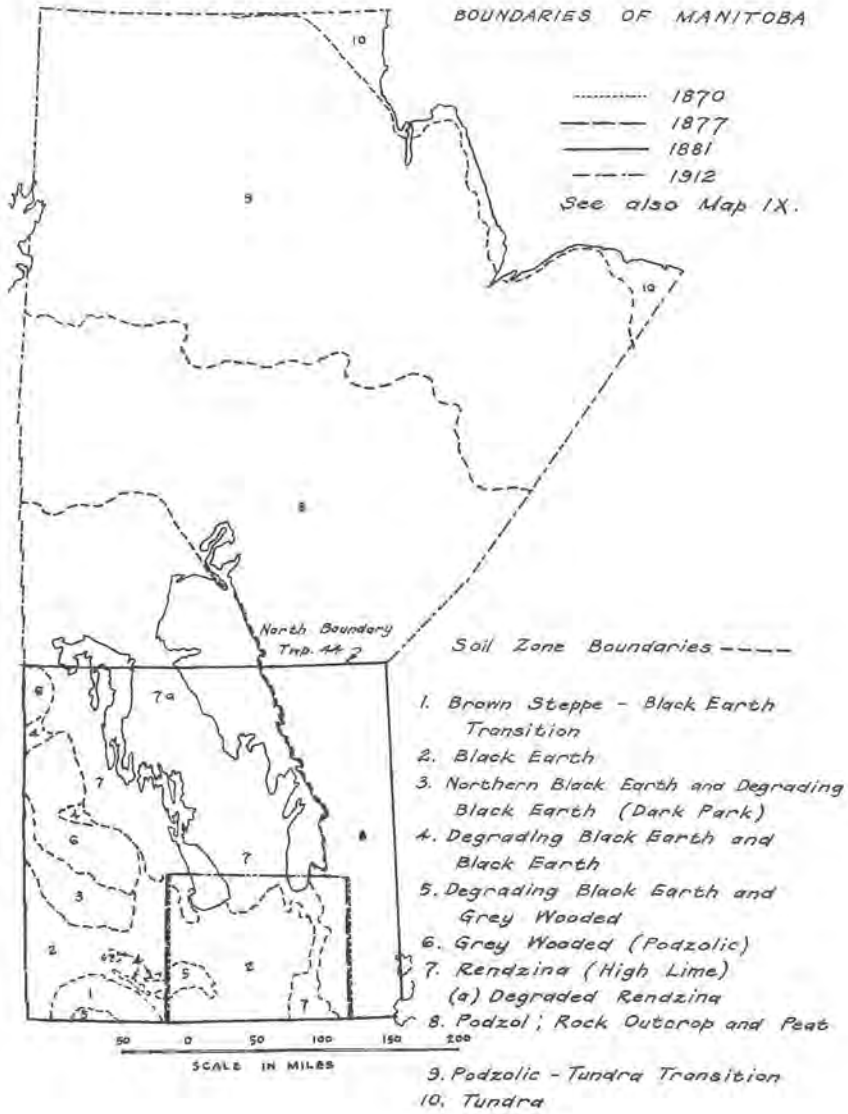 BOUNDARIES OF MANITOBA
1870
1877
1881
1912
See also Map IX.
10
9
10
8
North Boundary
Twp. 44
Soil Zone Boundaries
1. Brown Steppe - Black Earth
Transition
2. Black Earth
3. Northern Black Earth and Degrading
Black Earth (Dark Park)
4. Degrading Black Earth and
Black Earth
5. Degrading Black Earth and
Grey Wooded
6. Grey Wooded (Podzolic)
7. Rendzina (High Lime)
(a) Degraded Rendzina
8. Podzol; Rock Outcrop and Peat
9. Podzolic - Tundra Transition
10. Tundra
6
4
7a
7
4
6
8
7
3
2
5
2
1
7
50 0 50 100 150 200
SCALE IN MILES